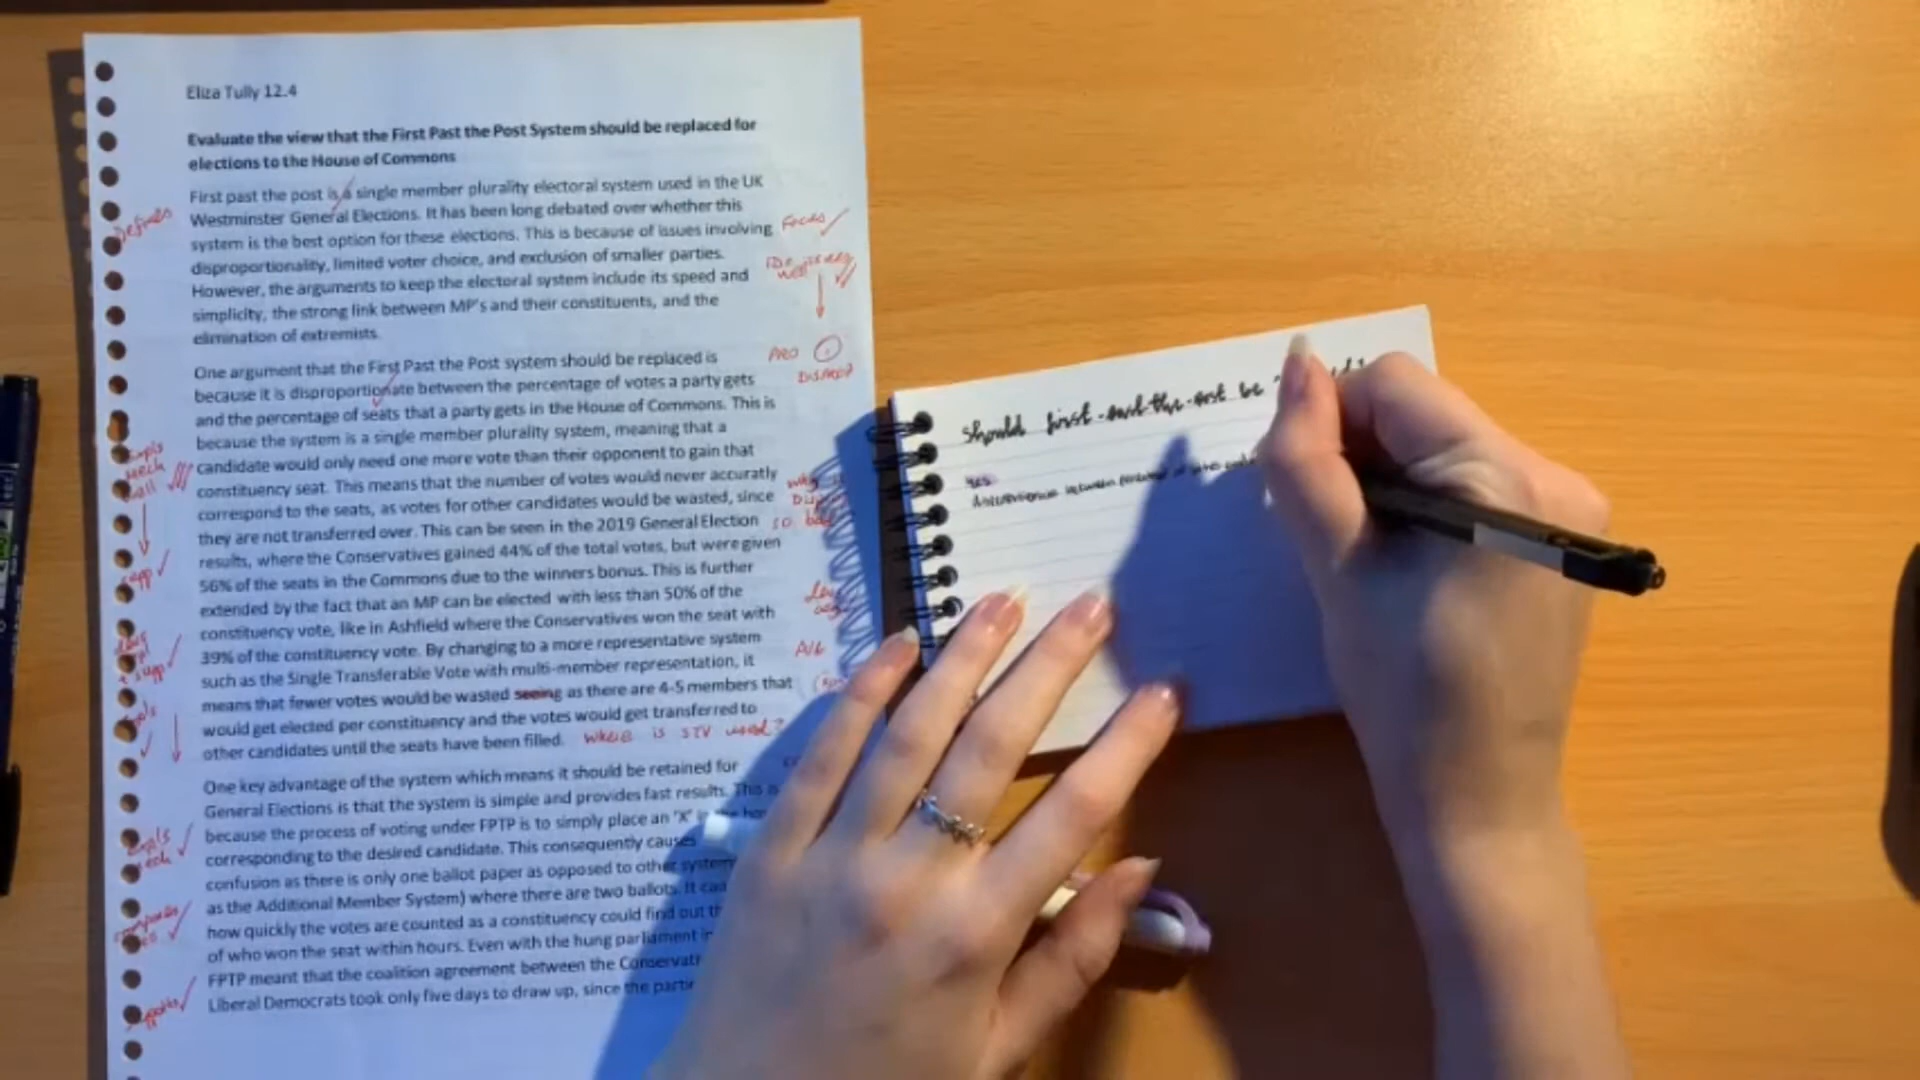 Eliza Tully 12.4
Evaluate the view that the First Past the Post System should be replaced for
elections to the House of Commons
First past the post is a single member plurality electoral system used in the UK
Westminster General Elections. It has been long debated over whether this
system is the best option for these elections. This is because of issues involving
disproportionality, limited voter choice, and exclusion of smaller parties.
However, the arguments to keep the electoral system include its speed and
simplicity, the strong link between MP's and their constituents, and the
elimination of extremists.
Defines
Focus
One argument that the First Past the Post system should be replaced is
because it is disproportionate between the percentage of votes a party gets
and the percentage of seats that a party gets in the House of Commons. This is
because the system is a single member plurality system, meaning that a
candidate would only need one more vote than their opponent to gain that
constituency seat. This means that the number of votes would never accuratly
correspond to the seats, as votes for other candidates would be wasted, since
they are not transferred over. This can be seen in the 2019 General Election
results, where the Conservatives gained 44% of the total votes, but were given
56% of the seats in the Commons due to the winners bonus. This is further
extended by the fact that an MP can be elected with less than 50% of the
constituency vote, like in Ashfield where the Conservatives won the seat with
39% of the constituency vote. By changing to a more representative system
such as the Single Transferable Vote with multi-member representation, it
means that fewer votes would be wasted seeing as there are 4-5 members that
would get elected per constituency and the votes would get transferred to
other candidates until the seats have been filled. where is STV used?
PRO
One key advantage of the system which means it should be retained for
General Elections is that the system is simple and provides fast results. This is
because the process of voting under FPTP is to simply place an "X" in the
corresponding to the desired candidate. This consequently causes
confusion as there is only one ballot paper as opposed to other system
as the Additional Member System) where there are two ballots. It
how quickly the votes are counted as a constituency could find out
of who won the seat within hours. Even with the hung parliament
FPTP meant that the coalition agreement between the
Liberal Democrats took only five days to draw up, since the
should first-past-the-post be
yes
between